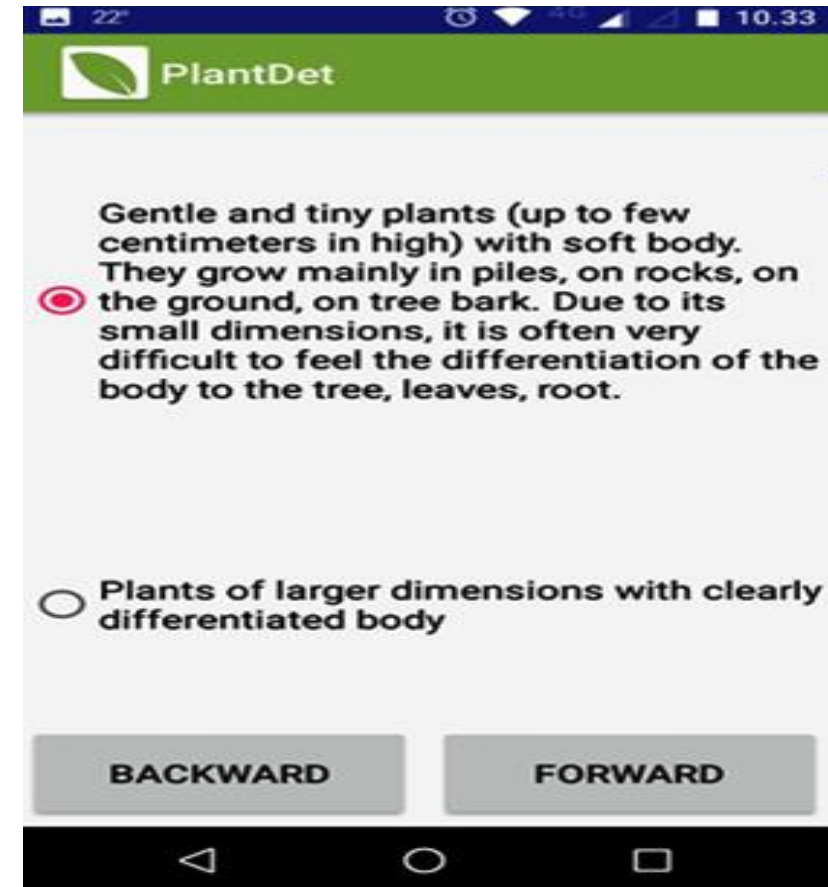 22°
4G
10.33
PlantDet
Gentle and tiny plants (up to few
centimeters in high) with soft body.
They grow mainly in piles, on rocks, on
the ground, on tree bark. Due to its
small dimensions, it is often very
difficult to feel the differentiation of the
body to the tree, leaves, root.
Plants of larger dimensions with clearly
differentiated body
BACKWARD
FORWARD